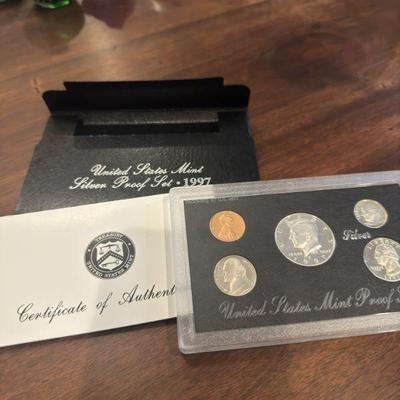 United States Mint
Silver Proof Set • 1997
Certificate of Authent
Silver
United States Mint Proof S